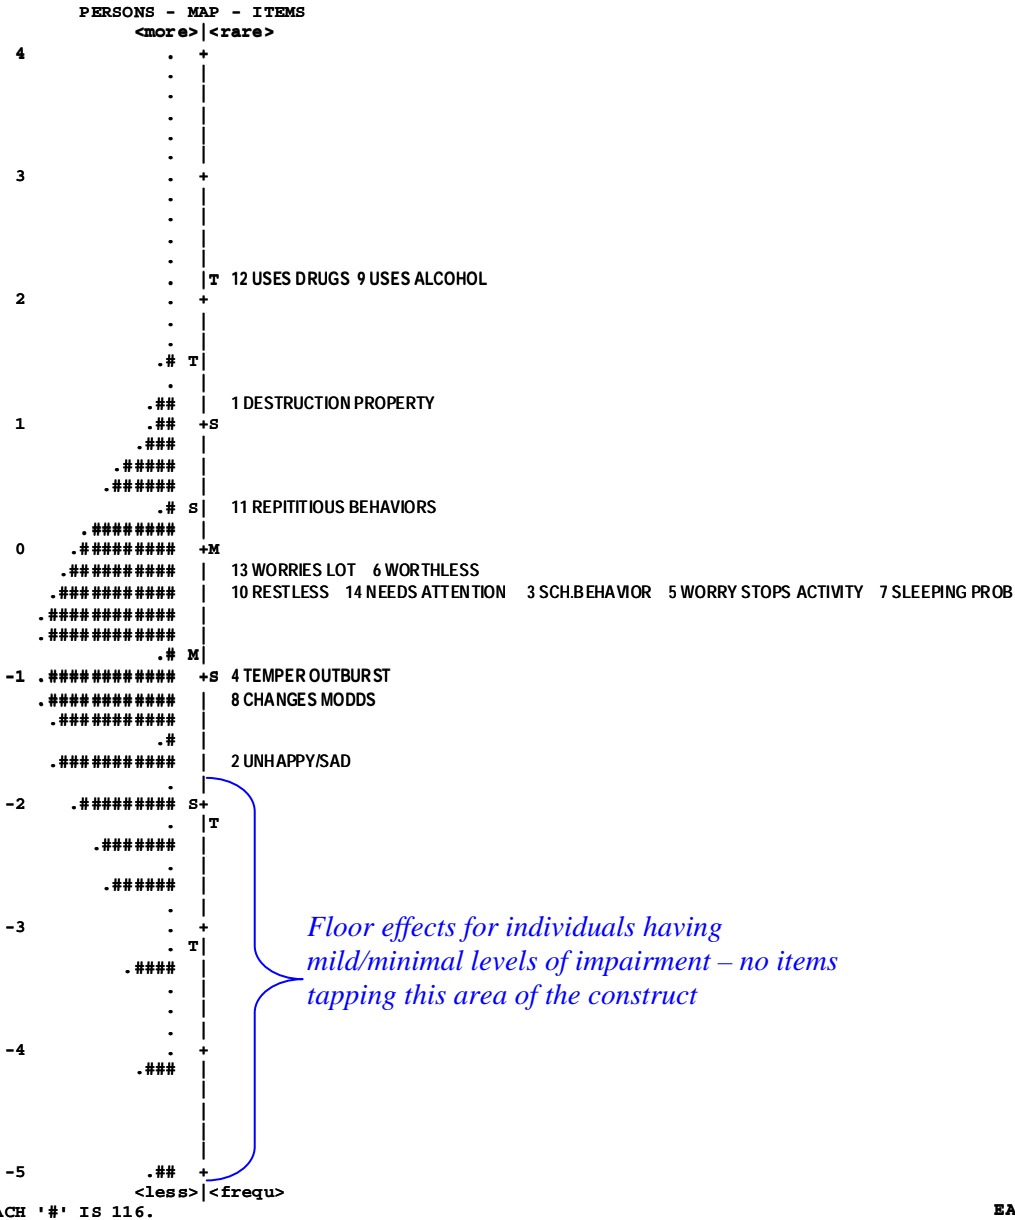 PERSONS - MAP - ITEMS
<more>|<rare>
4 . +
. |
. |
. |
. |
. |
3 . +
. |
. |
. |
. |
. |T 12 USES DRUGS 9 USES ALCOHOL
2 . +
. |
. |
.# T|
. |
.## | 1 DESTRUCTION PROPERTY
1 .## +S
.### |
.##### |
.###### |
.# S| 11 REPITITIOUS BEHAVIORS
.######## |
0 .######### +M
.########## | 13 WORRIES LOT 6 WORTHLESS
.########### | 10 RESTLESS 14 NEEDS ATTENTION 3 SCH.BEHAVIOR 5 WORRY STOPS ACTIVITY 7 SLEEPING PROB
.############ |
.############ |
.# M|
-1 .############ +S 4 TEMPER OUTBURST
.############ | 8 CHANGES MODDS
.########### |
.# |
.########### | 2 UNHAPPY/SAD
. |
-2 .######### S+
. |T
.####### |
. |
.###### |
. |
-3 . +
. T|
.#### |
. |
. |
. |
-4 . +
.### |
|
|
|
|
-5 .## +
<less>|<frequ>
Floor effects for individuals having
mild/minimal levels of impairment – no items
tapping this area of the construct
ACH '#' IS 116. EA